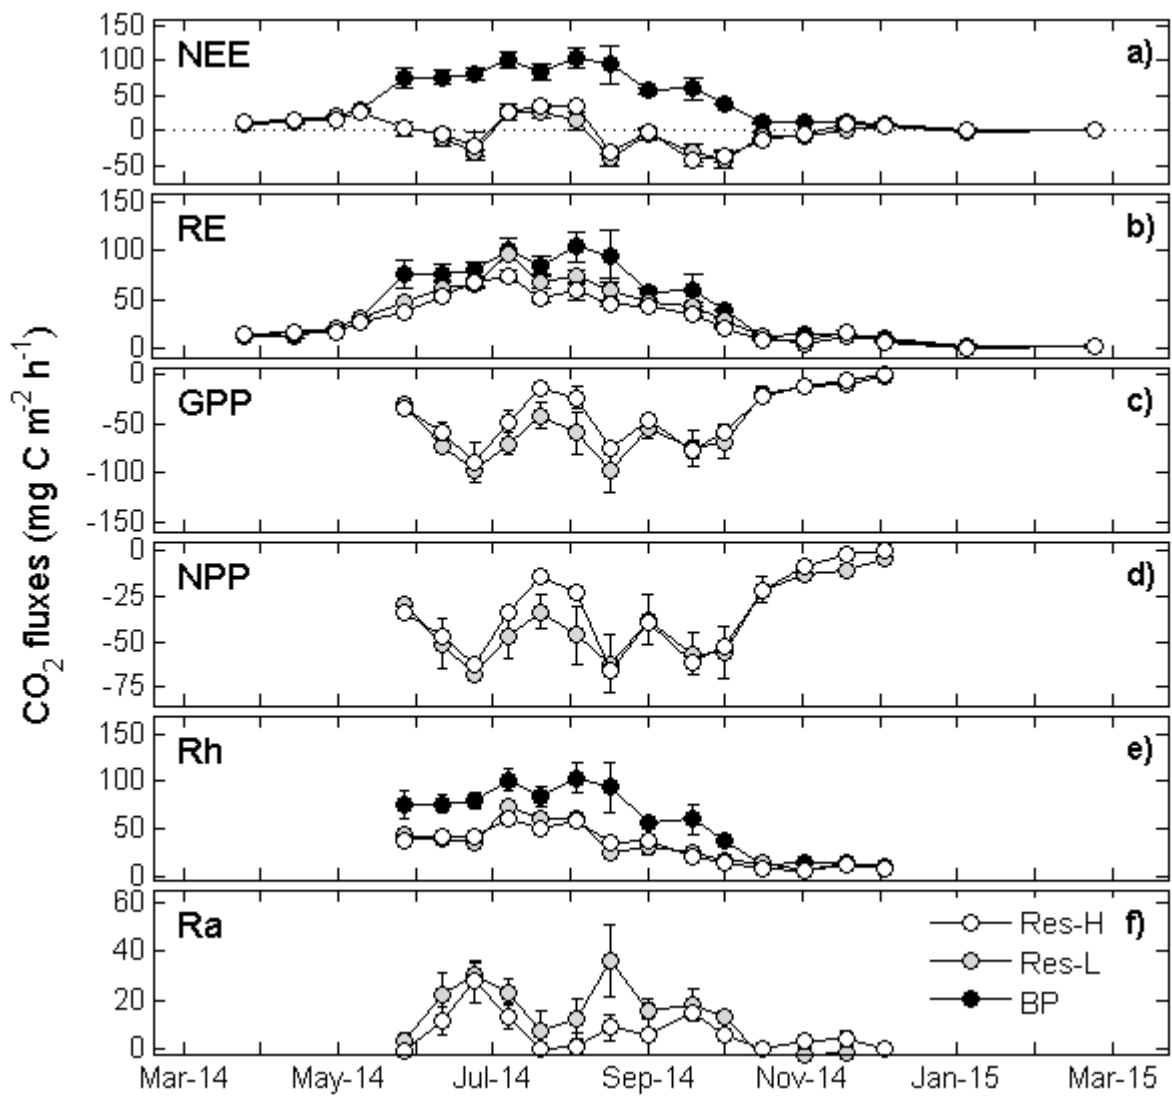 CO2 fluxes (mg C m-2 h-1)
150
100
50
0
-50
NEE
a)
150
100
50
0
RE
b)
0
-50
-100
-150
GPP
c)
0
-25
-50
-75
NPP
d)
150
100
50
0
Rh
e)
60
40
20
0
Ra
f)
Res-H
Res-L
BP
Mar-14 May-14 Jul-14 Sep-14 Nov-14 Jan-15 Mar-15